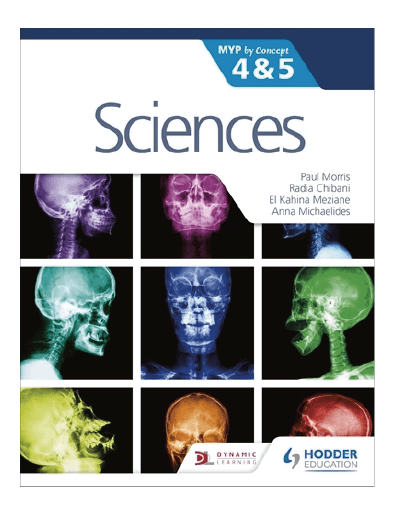 MYP by Concept
4 & 5
Sciences
Paul Morris
Radia Chibani
El Kahina Meziane
Anna Michaelides
DL DYNAMIC
LEARNING
HODDER
EDUCATION